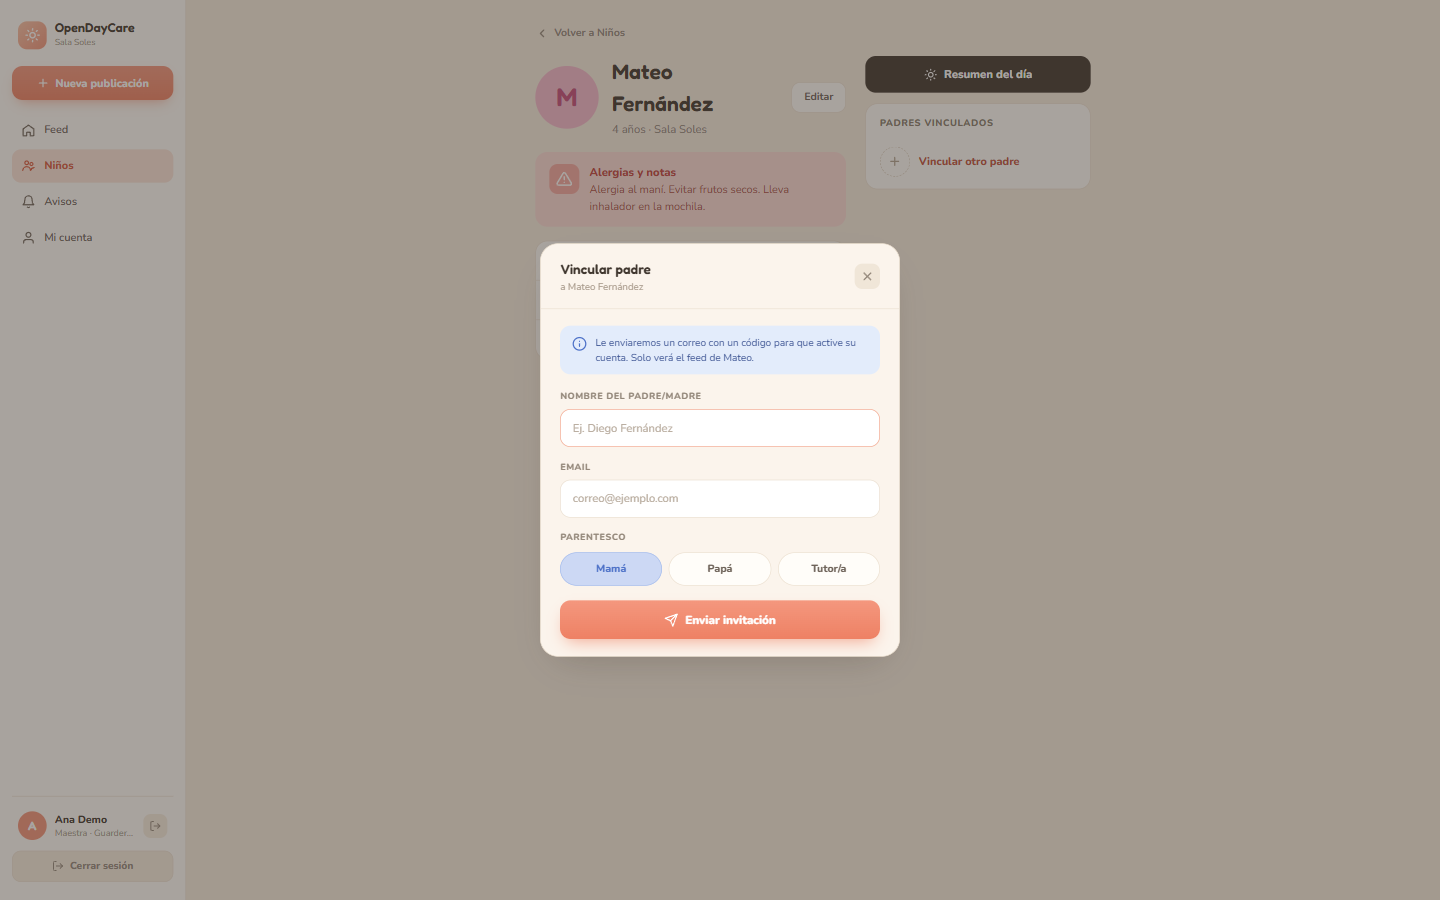 OpenDayCare
Sala Soles
Nueva publicación
Feed
Niños
Avisos
Mi cuenta
A
Ana Demo
Maestra · Guarder...
Cerrar sesión
Volver a Niños
M
Mateo
Fernández
4 años · Sala Soles
Editar
Alergias y notas
Alergia al maní. Evitar frutos secos. Lleva
inhalador en la mochila.
Resumen del día
PADRES VINCULADOS
Vincular otro padre
Vincular padre
a Mateo Fernández
Le enviaremos un correo con un código para que active su
cuenta. Solo verá el feed de Mateo.
NOMBRE DEL PADRE/MADRE
Ej. Diego Fernández
EMAIL
correo@ejemplo.com
PARENTESCO
Mamá
Papá
Tutor/a
Enviar invitación